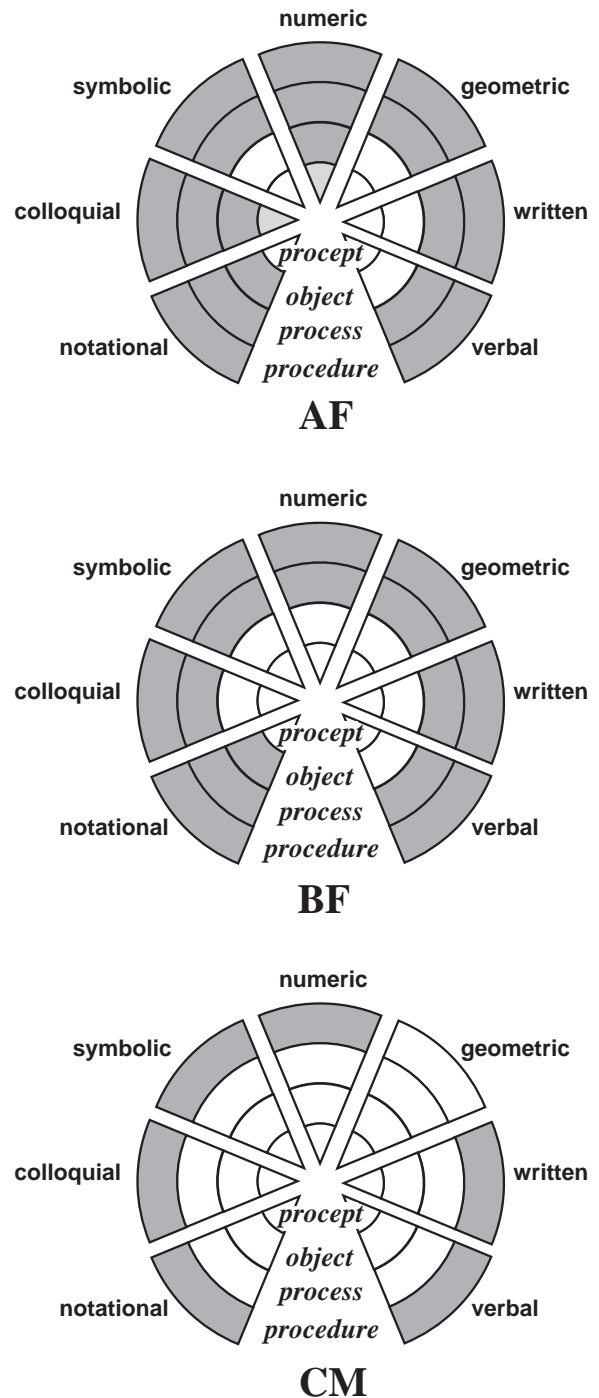 numeric
symbolic geometric
colloquial written
procept
object
notational process verbal
procedure
AF
numeric
symbolic geometric
colloquial written
procept
object
notational process verbal
procedure
BF
numeric
symbolic geometric
colloquial written
procept
object
notational process verbal
procedure
CM